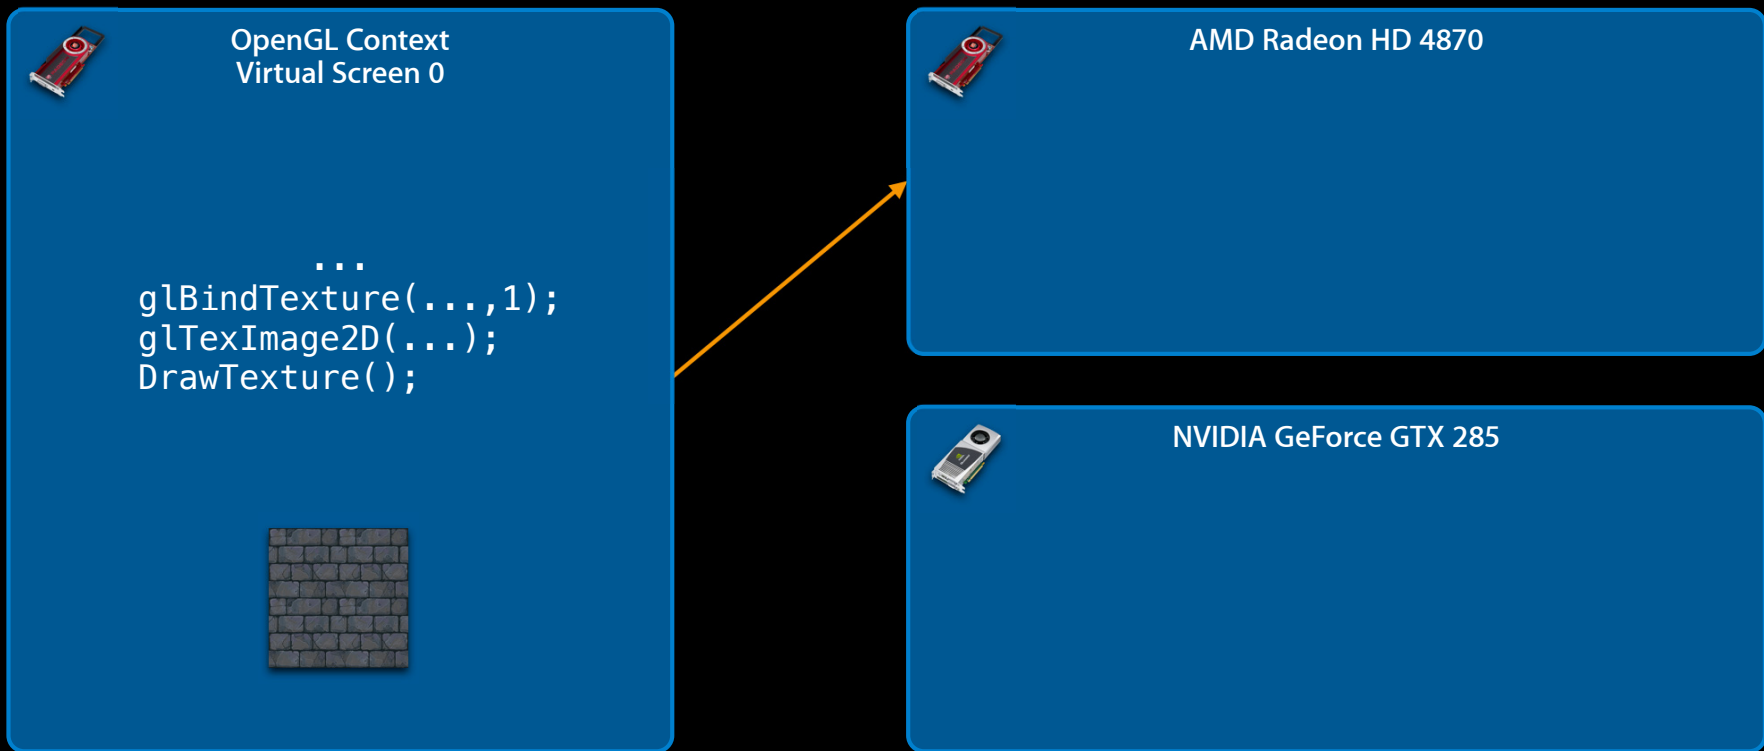 OpenGL Context
Virtual Screen 0
...
glBindTexture(...,1);
glTexImage2D(...);
DrawTexture();
AMD Radeon HD 4870
NVIDIA GeForce GTX 285